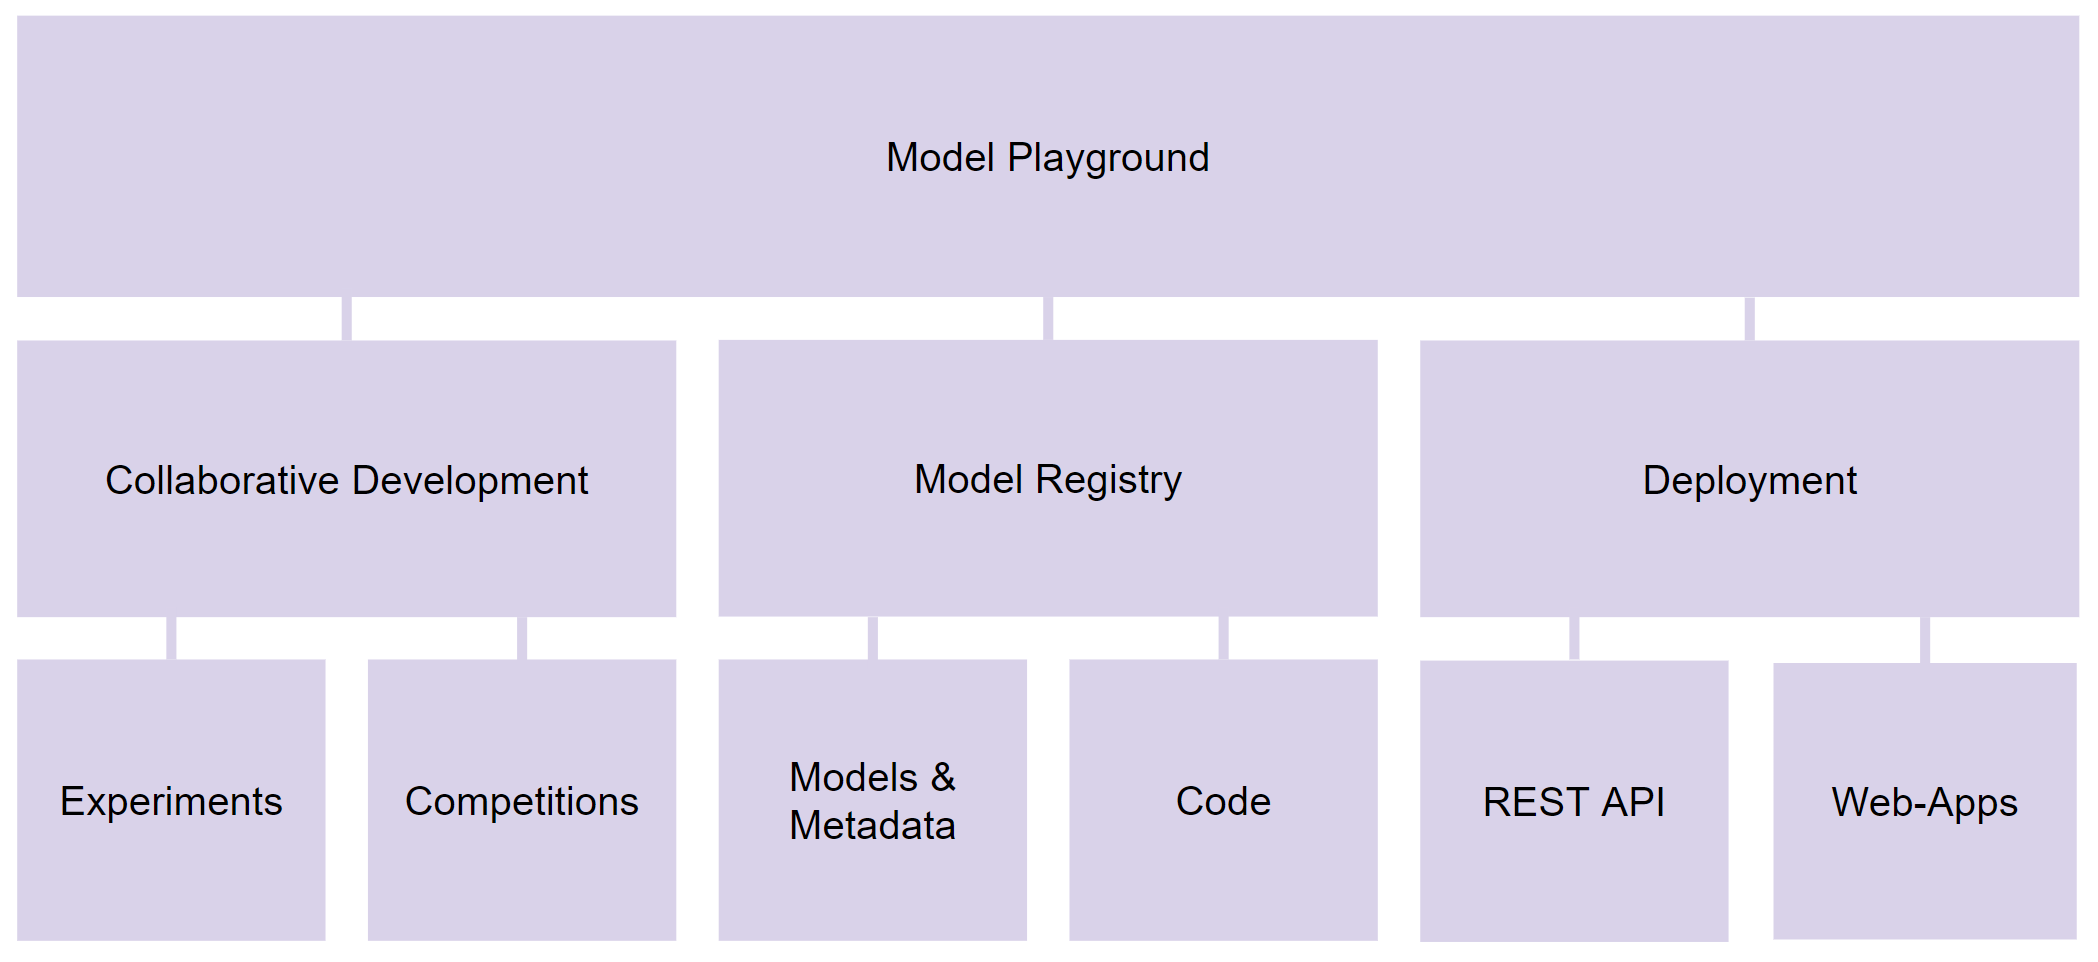 Model Playground
Collaborative Development
Model Registry
Deployment
Experiments
Competitions
Models &
Metadata
Code
REST API
Web-Apps